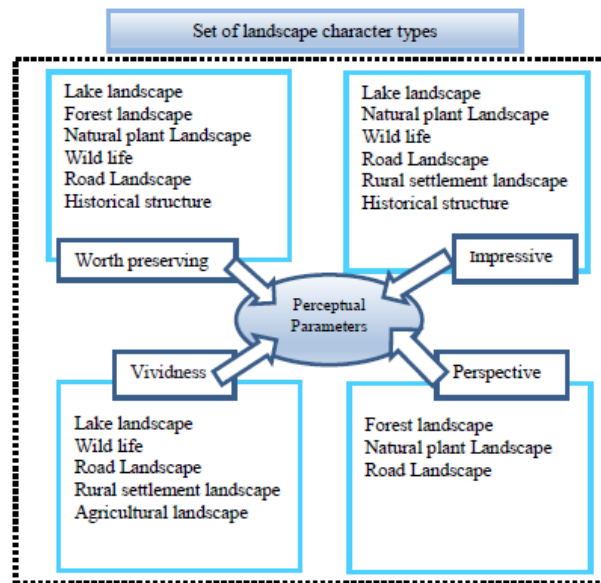 Set of landscape character types
Lake landscape
Forest landscape
Natural plant Landscape
Wild life
Road Landscape
Historical structure
Worth preserving
Lake landscape
Natural plant Landscape
Wild life
Road Landscape
Rural settlement landscape
Historical structure
Impressive
Perceptual
Parameters
Vividness
Lake landscape
Wild life
Road Landscape
Rural settlement landscape
Agricultural landscape
Perspective
Forest landscape
Natural plant Landscape
Road Landscape